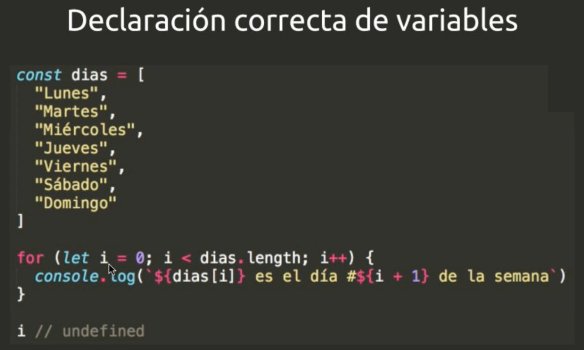 Declaración correcta de variables
const dias = [
"Lunes",
"Martes",
"Miércoles",
"Jueves",
"Viernes",
"Sábado",
"Domingo"
]
for (let i = 0; i < dias.length; i++) {
console.log(`${dias[i]} es el día #${i + 1} de la semana`)
}
i // undefined